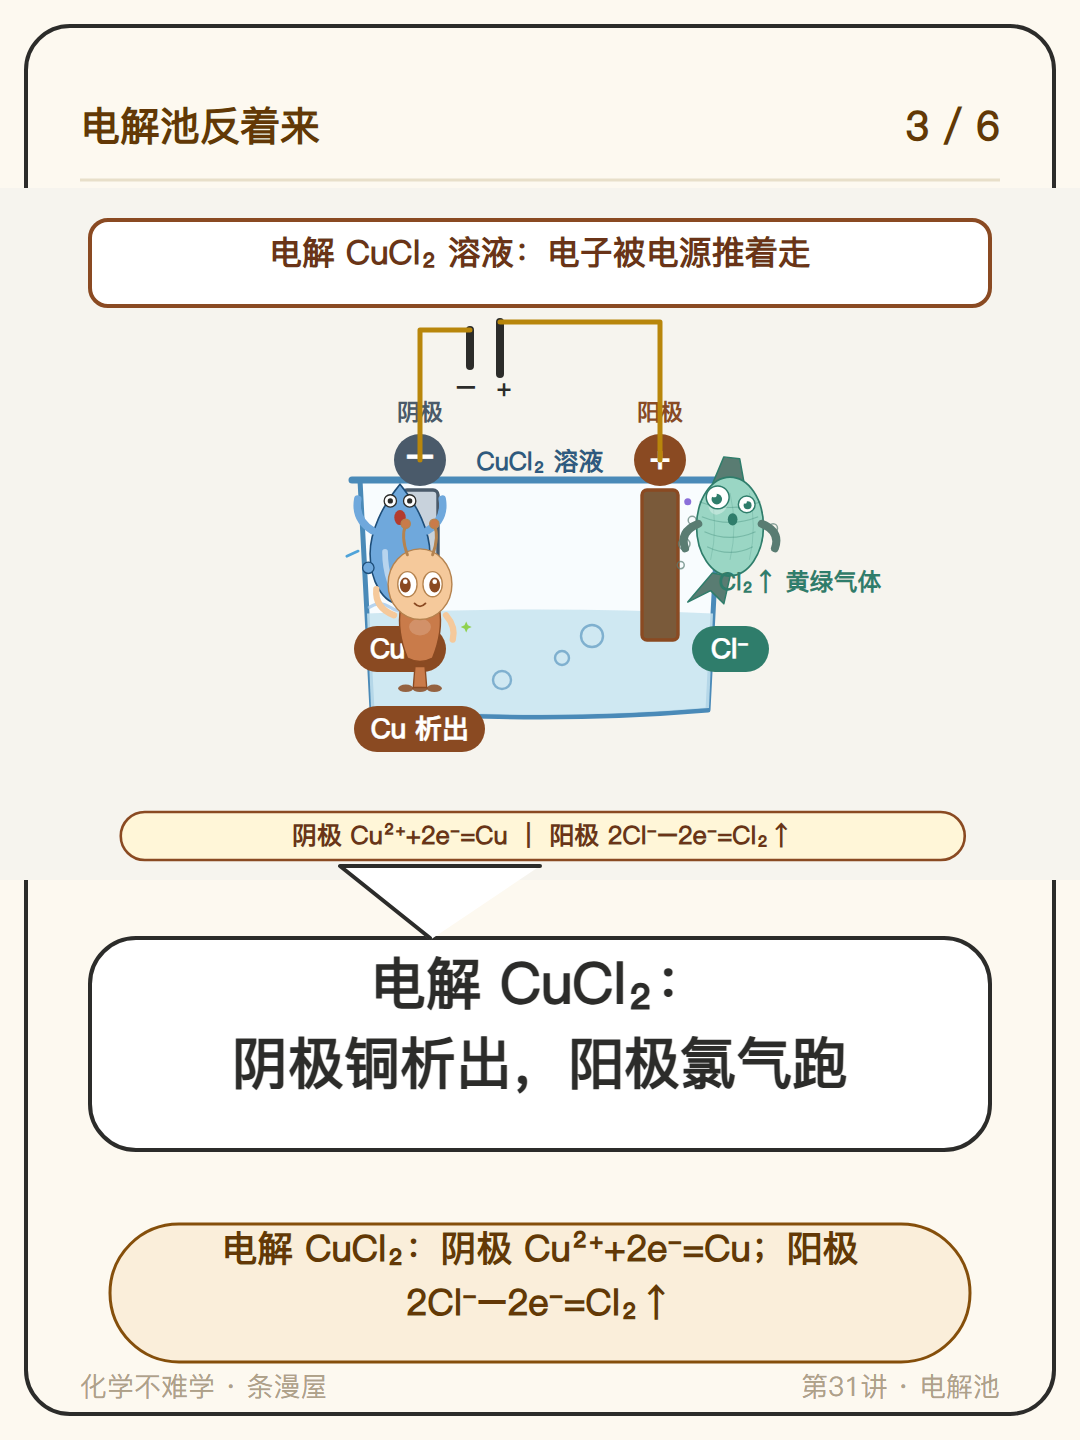 电解池反着来
3 / 6
电解 CuCl₂ 溶液：电子被电源推着走
− +
阴极
阳极
− CuCl₂ 溶液 +
Cl₂↑ 黄绿气体
Cu
Cl⁻
Cu 析出
阴极 Cu²⁺+2e⁻=Cu ｜ 阳极 2Cl⁻−2e⁻=Cl₂↑
电解 CuCl₂：
阴极铜析出，阳极氯气跑
电解 CuCl₂：阴极 Cu²⁺+2e⁻=Cu；阳极
2Cl⁻−2e⁻=Cl₂↑
化学不难学 · 条漫屋
第31讲 · 电解池